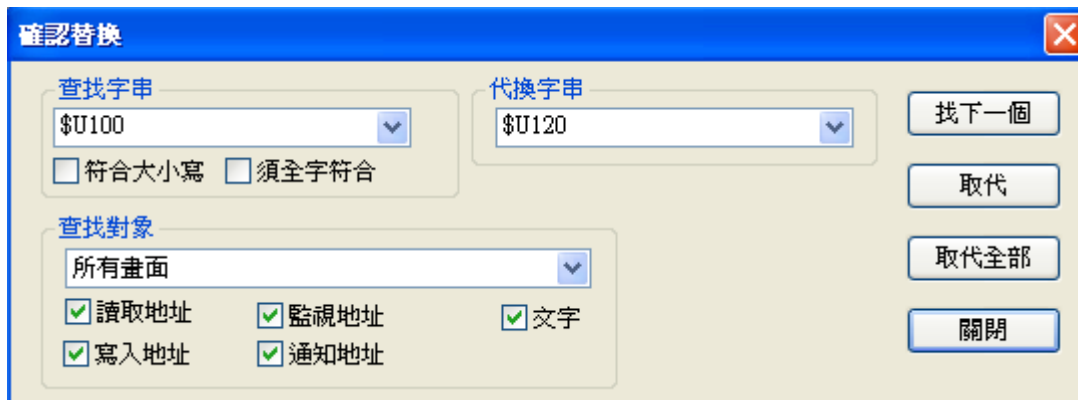 確認替換
查找字串
$U100
符合大小寫 須全字符合
代換字串
$U120
查找對象
所有畫面
讀取地址 監視地址 文字
寫入地址 通知地址
找下一個
取代
取代全部
關閉